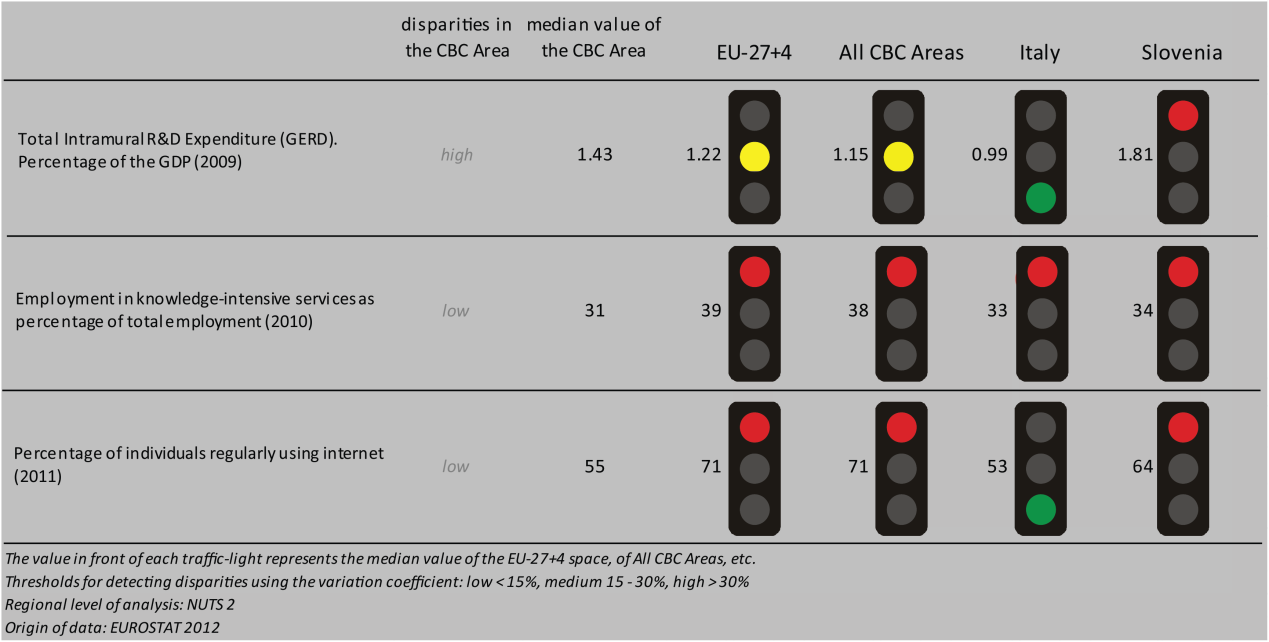 disparities in
the CBC Area
median value of
the CBC Area
EU-27+4
All CBC Areas
Italy
Slovenia
Total Intramural R&D Expenditure (GERD).
Percentage of the GDP (2009)
high
1.43
1.22
1.15
0.99
1.81
Employment in knowledge-intensive services as
percentage of total employment (2010)
low
31
39
38
33
34
Percentage of individuals regularly using internet
(2011)
low
55
71
71
53
64
The value in front of each traffic-light represents the median value of the EU-27+4 space, of All CBC Areas, etc.
Thresholds for detecting disparities using the variation coefficient: low < 15%, medium 15 - 30%, high > 30%
Regional level of analysis: NUTS 2
Origin of data: EUROSTAT 2012